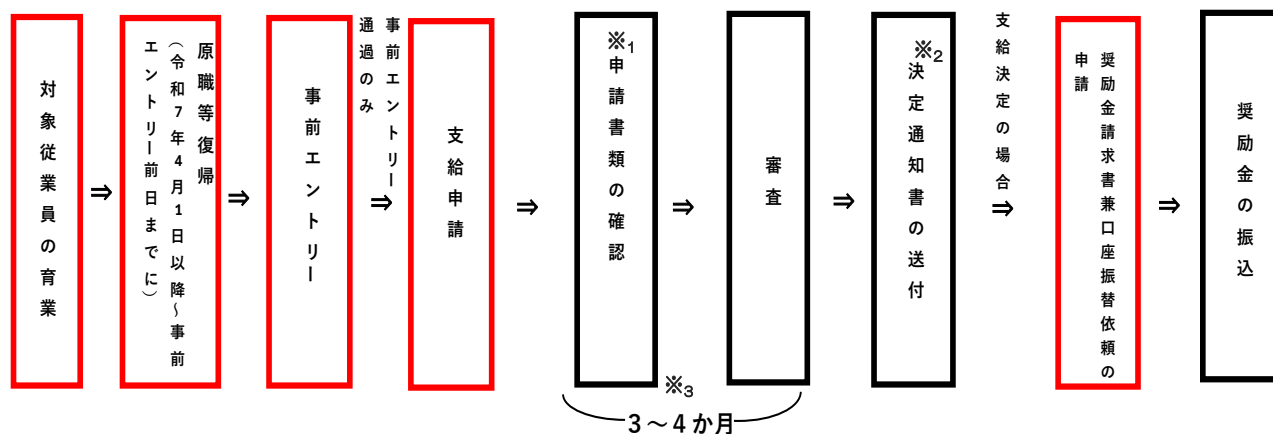 対象従業員の育業
⇒
原職等復帰
（令和７年４月１日以降～事前
エントリー前日までに）
⇒
事前エントリー
事前エントリー
通過のみ
⇒
支給申請
⇒
※1申請書類の確認
⇒
審査
⇒
※2決定通知書の送付
支給決定の場合
⇒
奨励金請求書兼口座振替依頼の
申請
⇒
奨励金の振込
※3
3～4か月